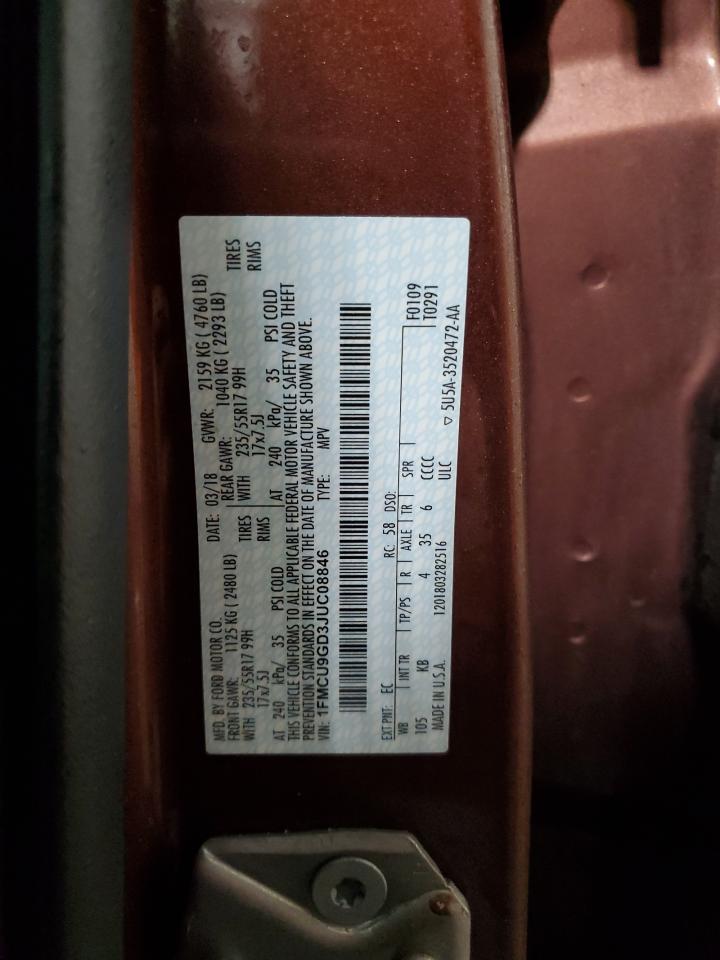 MFD. BY FORD MOTOR CO.
DATE: 03/18 GVWR: 2159 KG ( 4760 LB)
FRONT GAWR: 1125 KG ( 2480 LB) REAR GAWR: 1040 KG ( 2293 LB)
WITH 235/55R17 99H TIRES WITH 235/55R17 99H TIRES
17x7.5J RIMS 17x7.5J RIMS
AT 240 kPa/ 35 PSI COLD AT 240 kPa/ 35 PSI COLD
THIS VEHICLE CONFORMS TO ALL APPLICABLE FEDERAL MOTOR VEHICLE SAFETY AND THEFT
PREVENTION STANDARDS IN EFFECT ON THE DATE OF MANUFACTURE SHOWN ABOVE.
VIN: 1FMCU9GD3JUC08846 TYPE: MPV
EXT PNT: EC RC: 58 DSO:
WB INT TR TP/PS R AXLE TR SPR F0109
105 KB 4 35 6 CCCC T0291
MADE IN U.S.A. 1201803282516 ULC ▽ 5U5A-3520472-AA